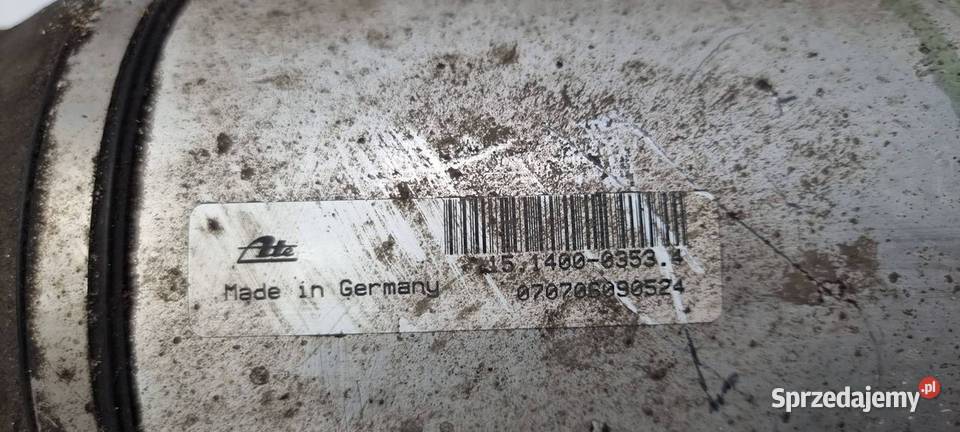 Ate
15.1400-0353.4
Made in Germany
070706090524
Sprzedajemy.pl